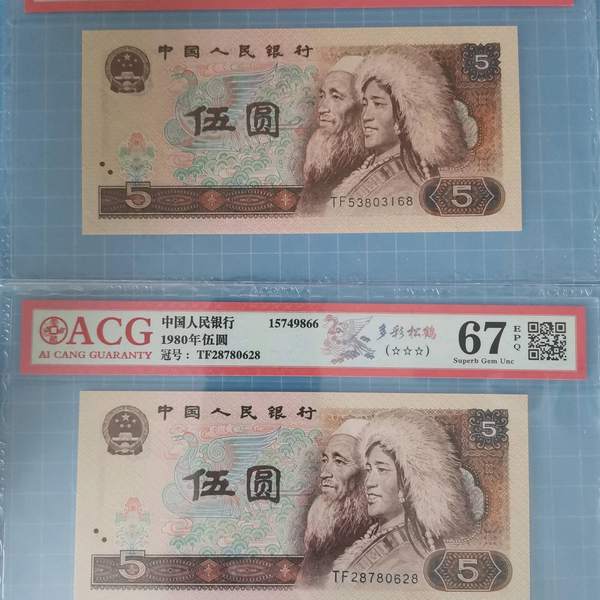 中国人民银行
5
伍圆
5
TF53803168
5
ACG
AI CANG GUARANTY
中国人民银行
15749866
1980年伍圆
冠号: TF28780628
多彩松鹤
(☆☆☆)
67
EPQ
Superb Gem Unc
中国人民银行
5
伍圆
5
TF28780628
5